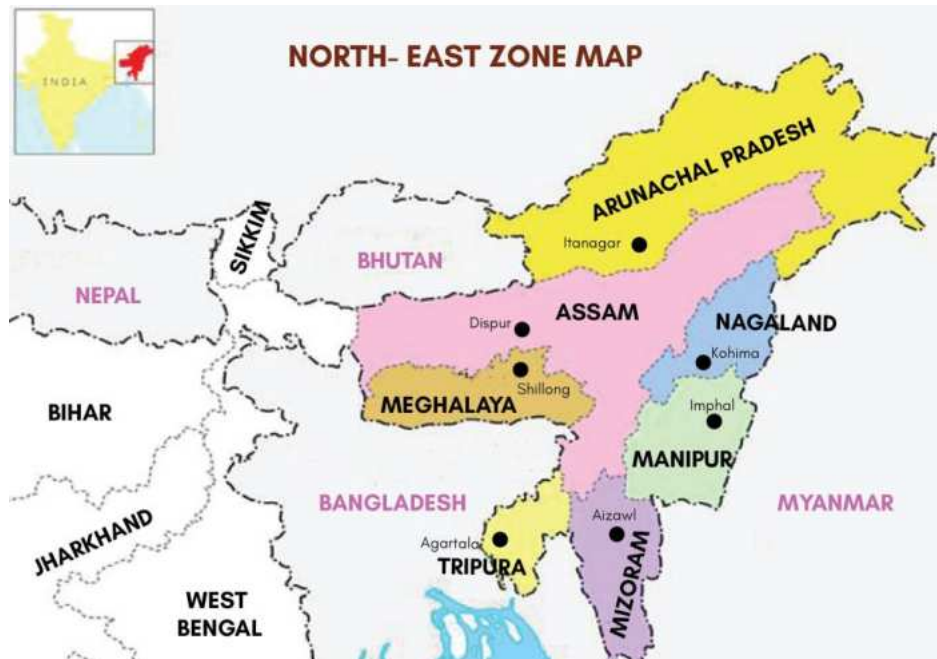 INDIA
NORTH- EAST ZONE MAP
ARUNACHAL PRADESH
SIKKIM
BHUTAN
Itanagar
NEPAL
ASSAM
Dispur
NAGALAND
Kohima
Shillong
MEGHALAYA
BIHAR
Imphal
MANIPUR
BANGLADESH
MYANMAR
JHARKHAND
Aizawl
Agartala
TRIPURA
MIZORAM
WEST
BENGAL